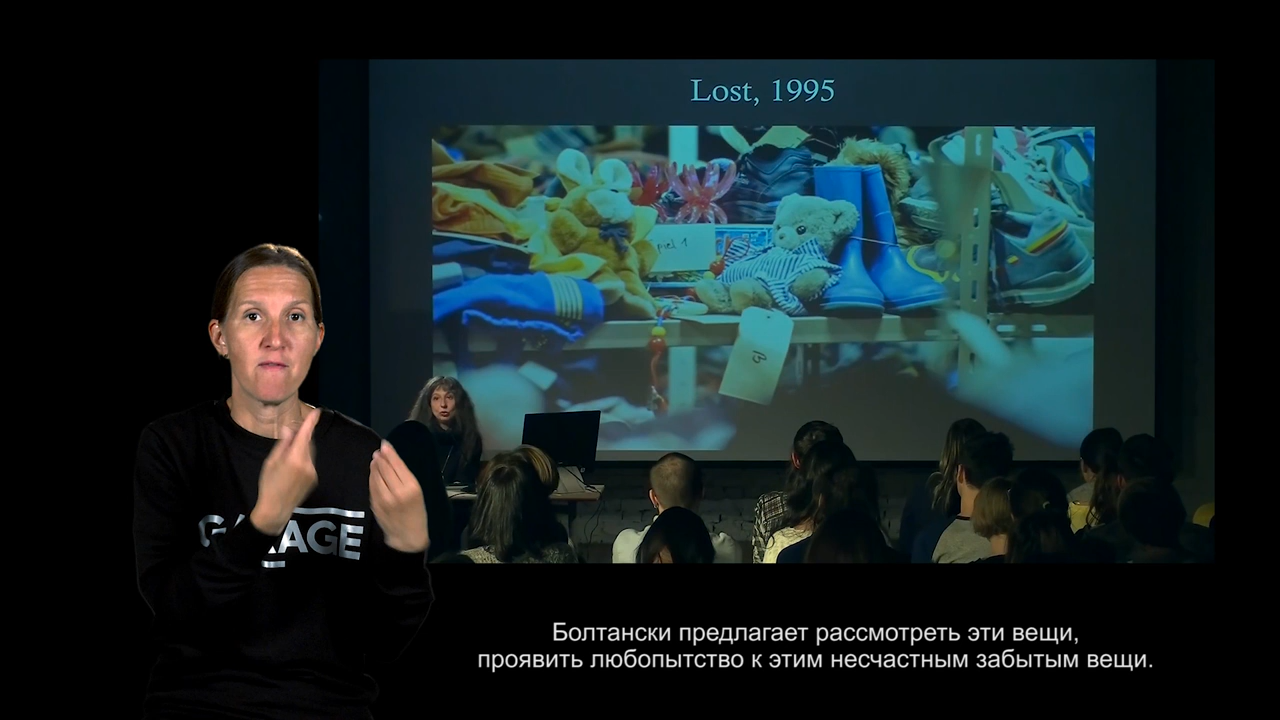 Lost, 1995
GARAGE
Болтански предлагает рассмотреть эти вещи,
проявить любопытство к этим несчастным забытым вещи.